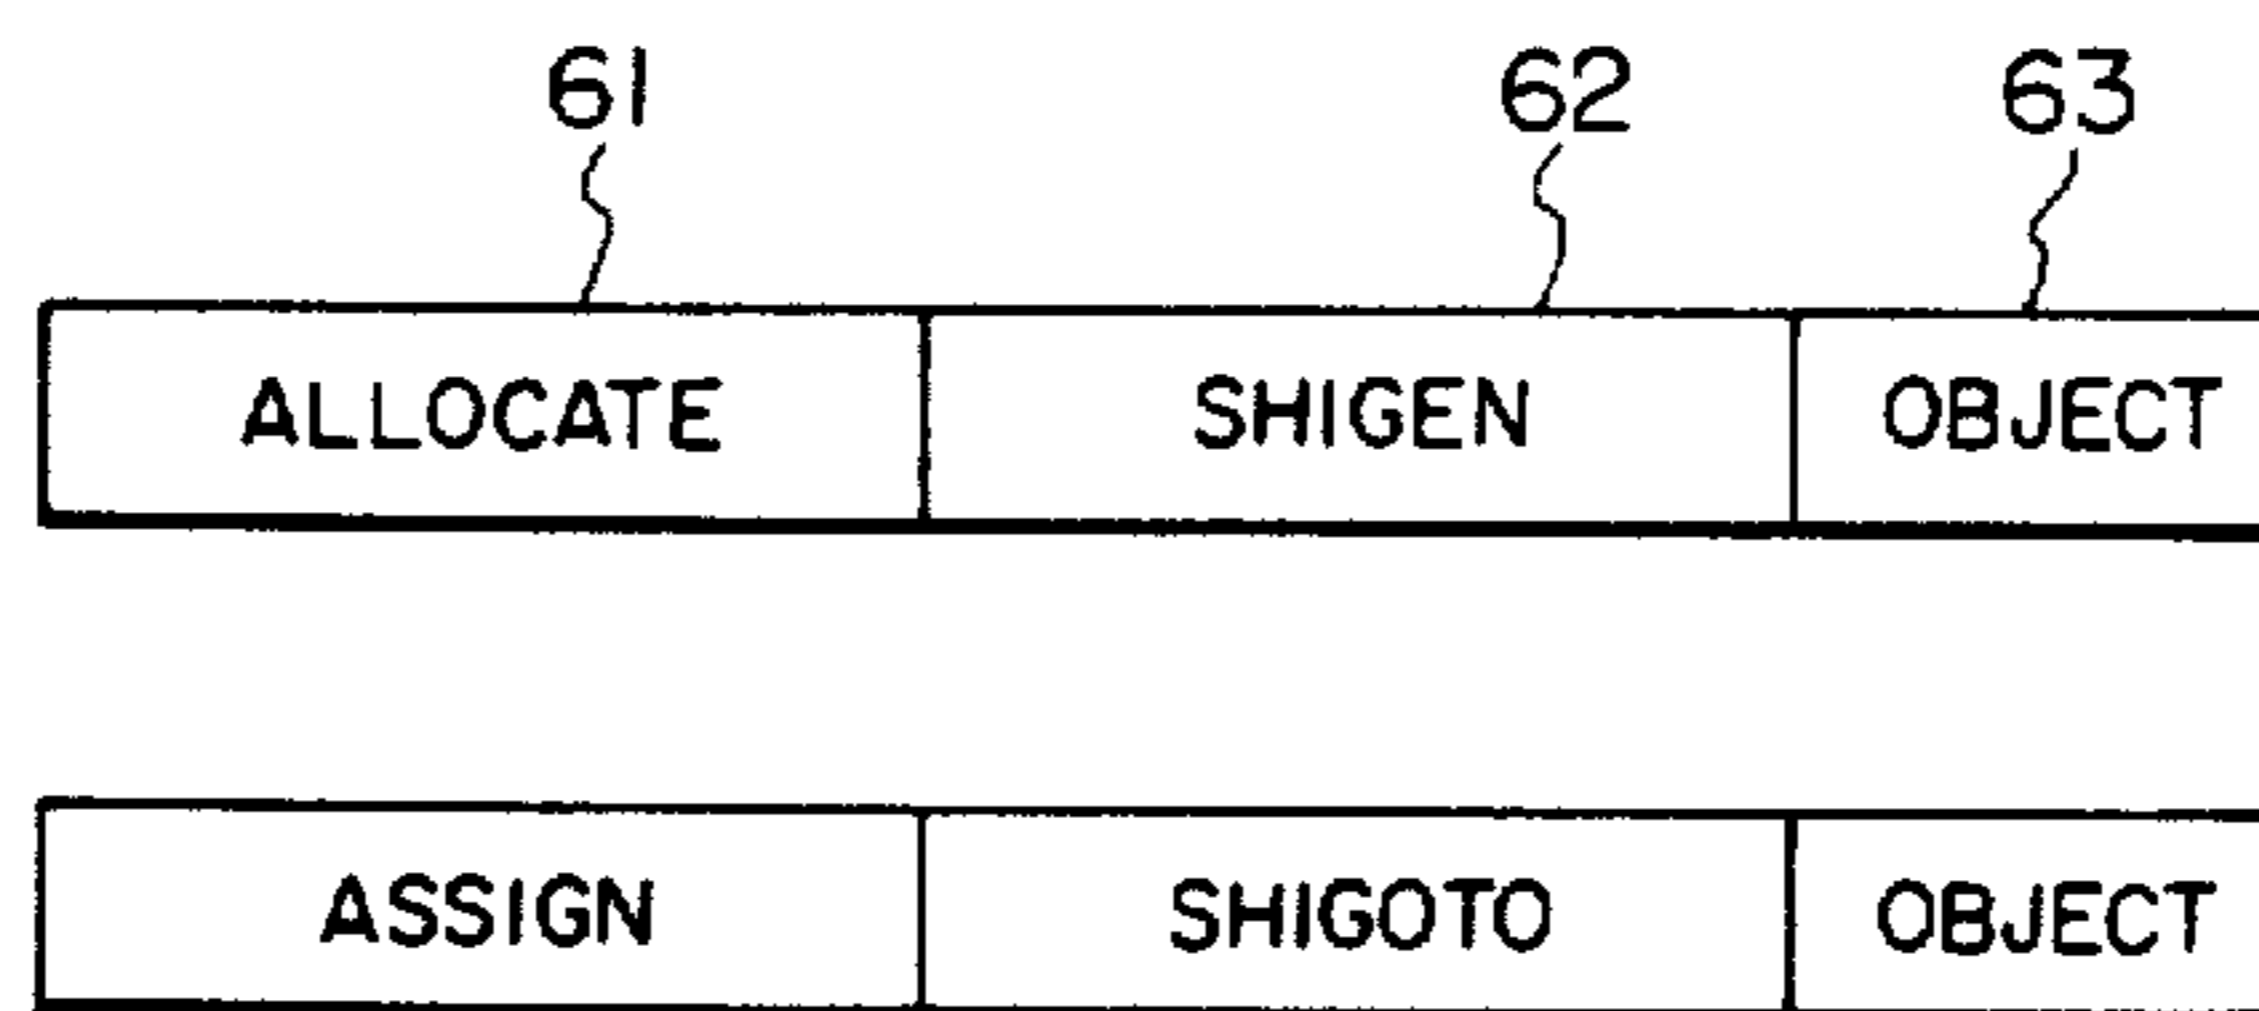 61 62 63
ALLOCATE SHIGEN OBJECT
ASSIGN SHIGOTO OBJECT